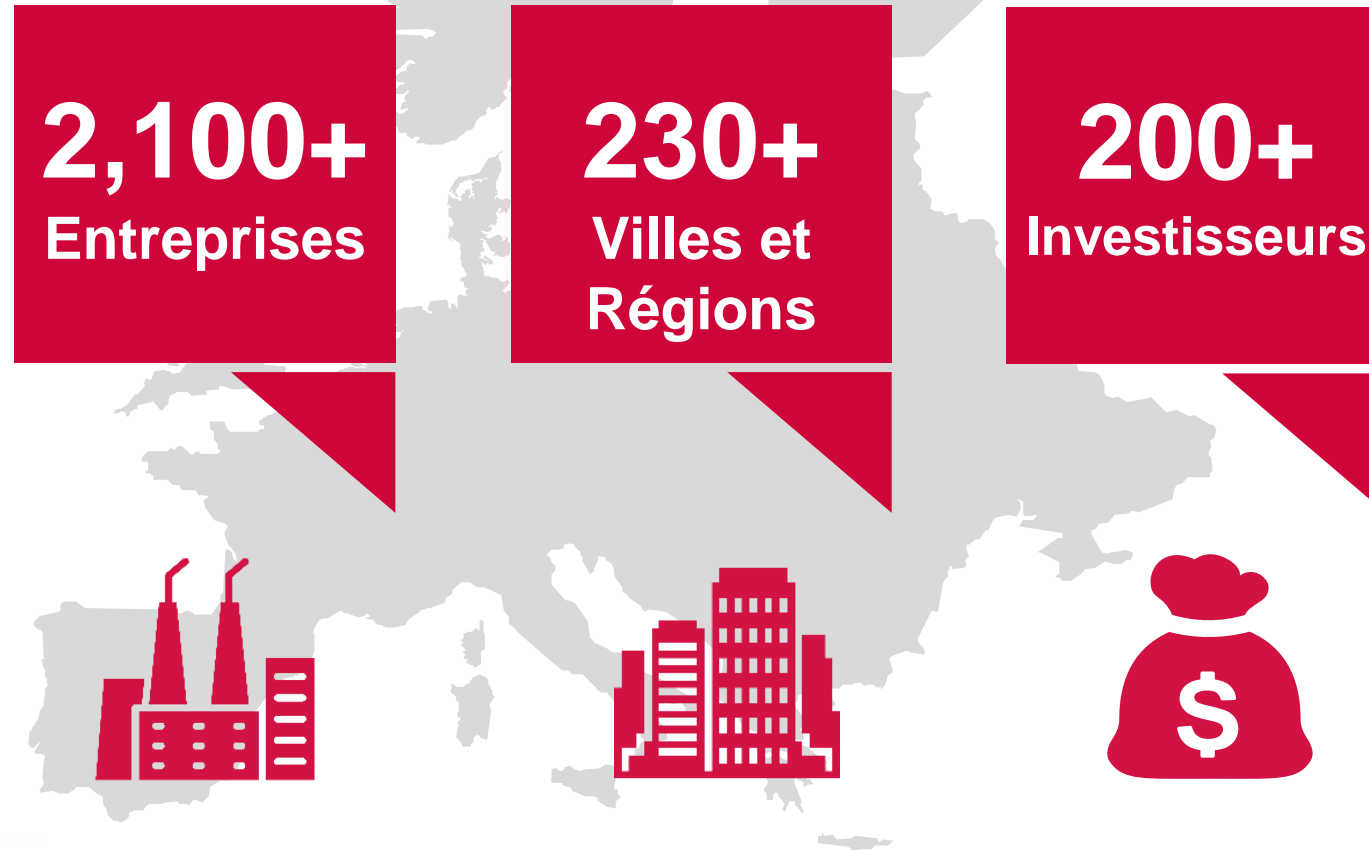 2,100+
Entreprises
230+
Villes et
Régions
200+
Investisseurs
$